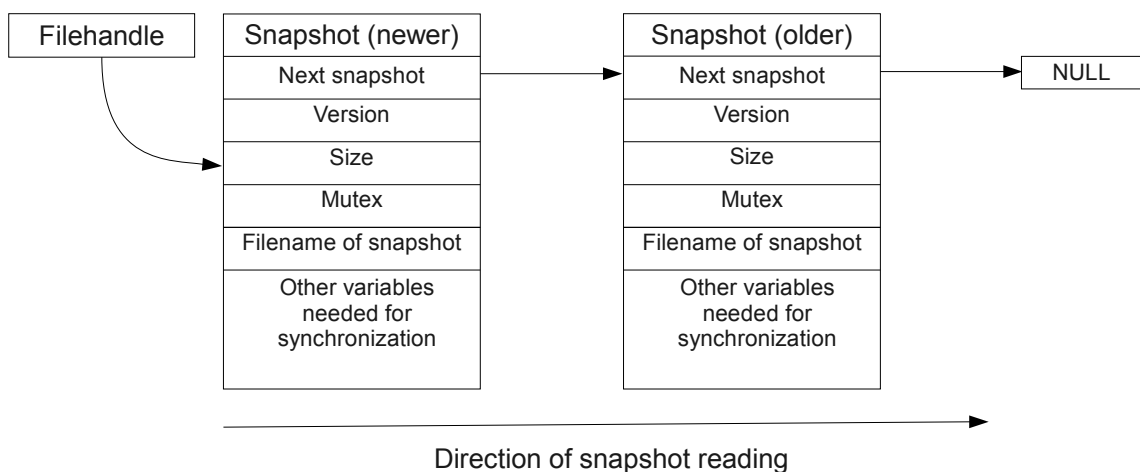 Filehandle
Snapshot (newer)
Next snapshot
Version
Size
Mutex
Filename of snapshot
Other variables
needed for
synchronization
Snapshot (older)
Next snapshot
Version
Size
Mutex
Filename of snapshot
Other variables
needed for
synchronization
NULL
Direction of snapshot reading